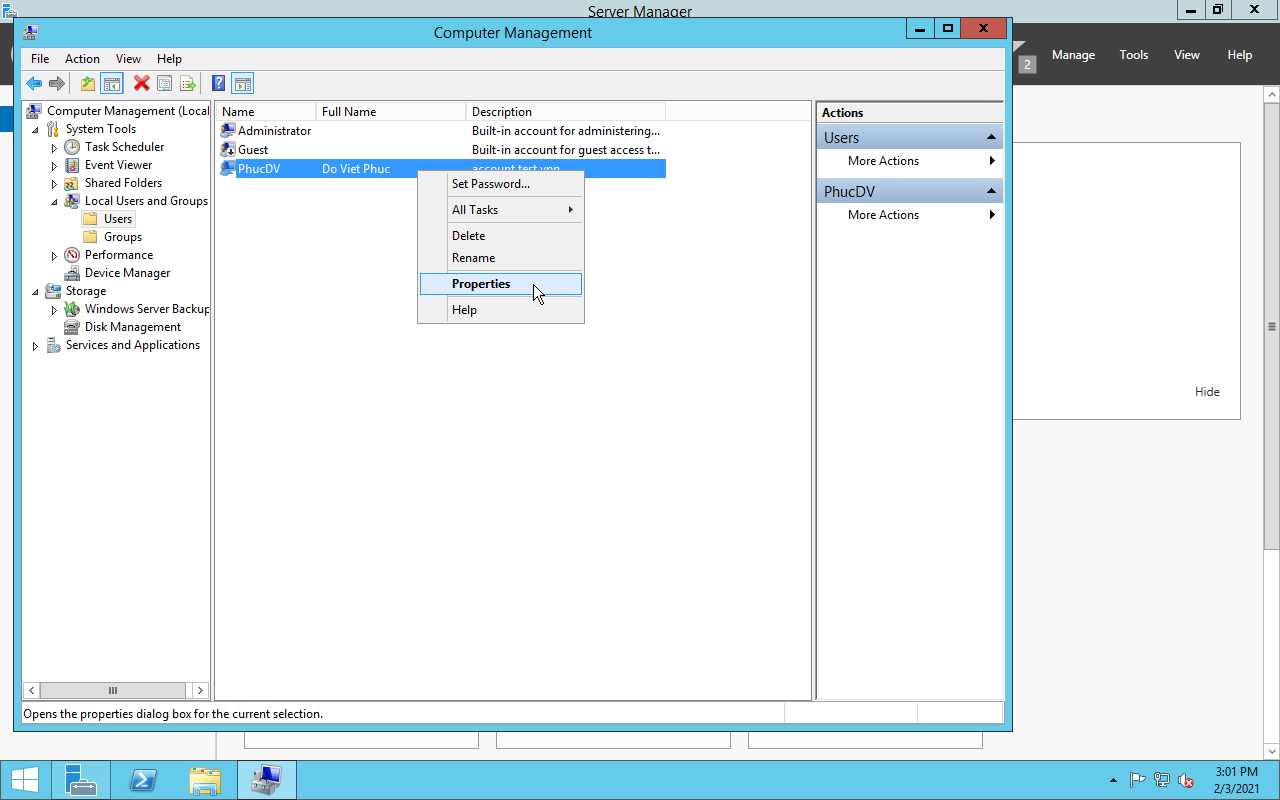 Server Manager
Computer Management
File Action View Help
2 Manage Tools View Help
Computer Management (Local
System Tools
Task Scheduler
Event Viewer
Shared Folders
Local Users and Groups
Users
Groups
Performance
Device Manager
Storage
Windows Server Backup
Disk Management
Services and Applications
Name Full Name Description
Administrator Built-in account for administering...
Guest Built-in account for guest access t...
PhucDV Do Viet Phuc account test vpn
Set Password...
All Tasks
Delete
Rename
Properties
Help
Actions
Users
More Actions
PhucDV
More Actions
Hide
Opens the properties dialog box for the current selection.
3:01 PM
2/3/2021